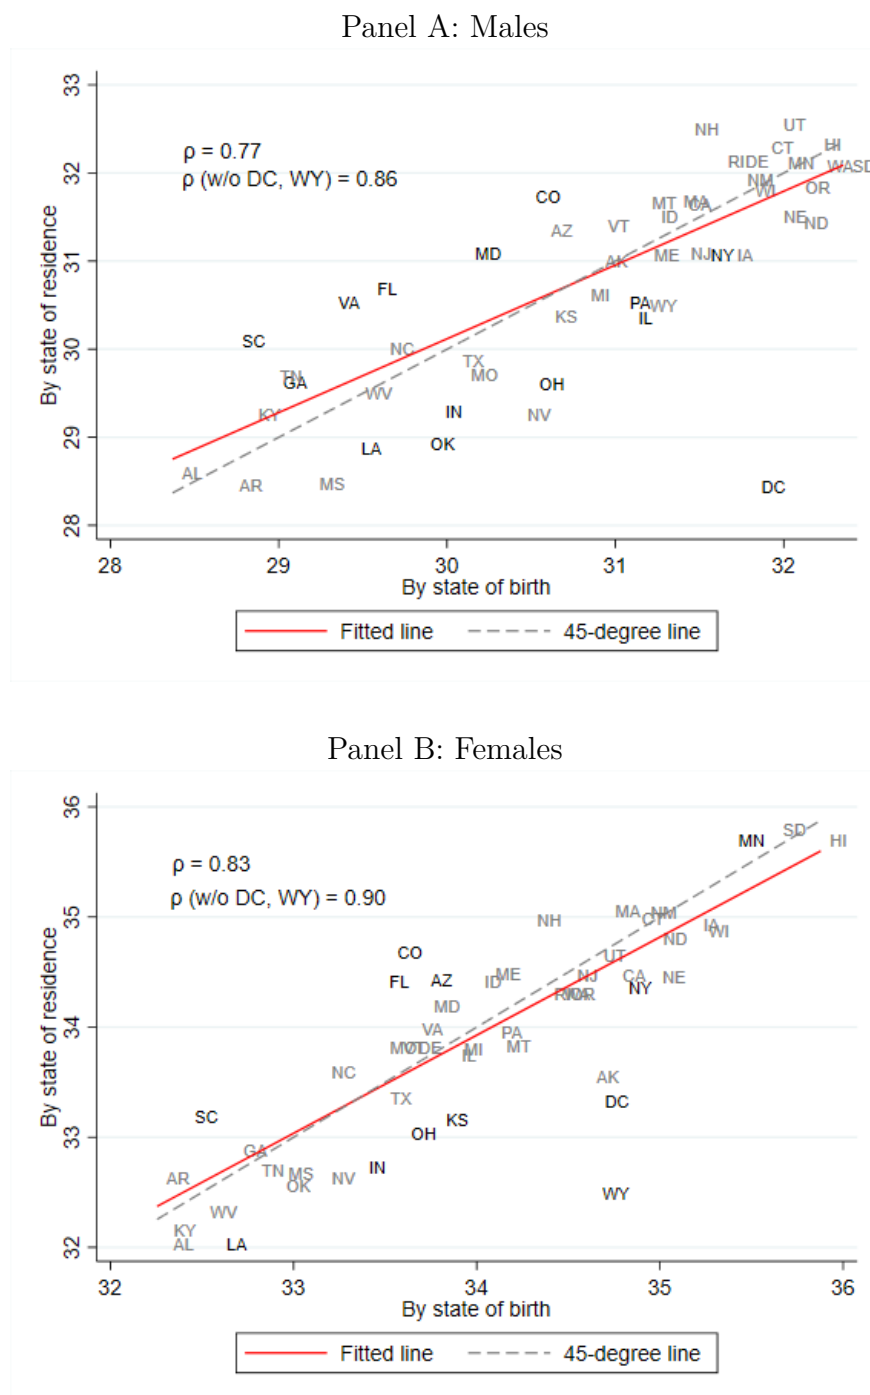 Panel A: Males
33
32
31
30
29
28
By state of residence
ρ = 0.77
ρ (w/o DC, WY) = 0.86
NH
UT
CT
HI
RIDE
MN
WASD
NM
WI
OR
CO
MT
MA
CA
AZ
VT
ID
NE
ND
MD
AK
ME
NJ
NY
IA
FL
VA
MI
PA
WY
KS
IL
SC
NC
TX
MO
TN
GA
WV
OH
KY
IN
NV
LA
OK
AL
AR
MS
DC
28
29
30
31
32
By state of birth
Fitted line
45-degree line
Panel B: Females
36
35
34
33
32
By state of residence
ρ = 0.83
ρ (w/o DC, WY) = 0.90
MN
SD
HI
NH
MA
NM
CT
IA
WI
ND
CO
UT
FL
AZ
ID
ME
NJ
CA
NE
NY
OR
MD
VA
PA
DE
IL
MI
MT
NC
TX
AK
DC
SC
OH
KS
GA
AR
TN
MS
OK
NV
IN
WY
WV
KY
AL
LA
32
33
34
35
36
By state of birth
Fitted line
45-degree line